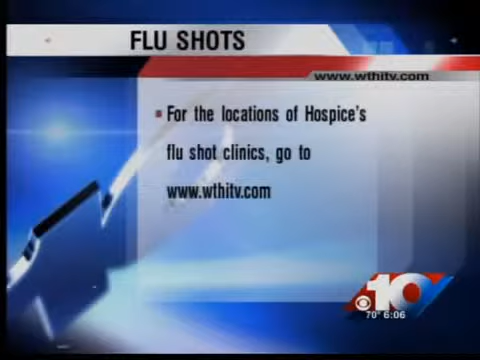 FLU SHOTS
www.wthitv.com
For the locations of Hospice's
flu shot clinics, go to
www.wthitv.com
10
70° 6:06